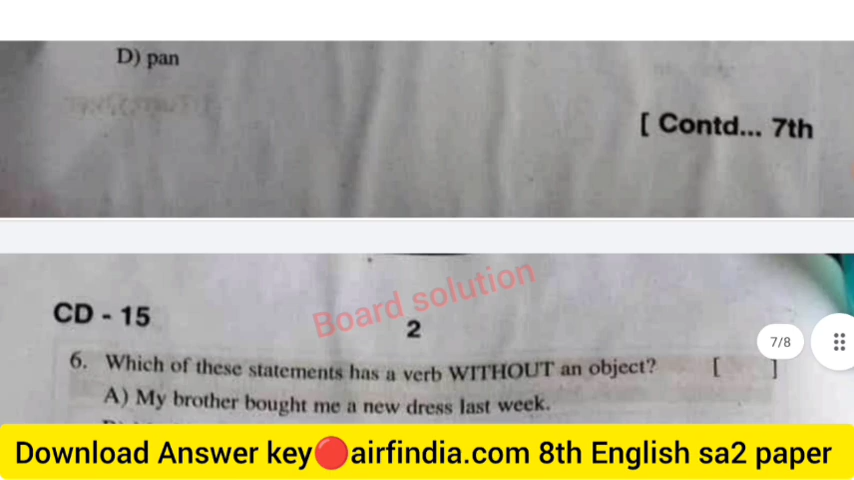 D) pan
[ Contd... 7th
Board solution
CD - 15
2
7/8
6. Which of these statements has a verb WITHOUT an object? [ ]
A) My brother bought me a new dress last week.
Download Answer key🔴airfindia.com 8th English sa2 paper